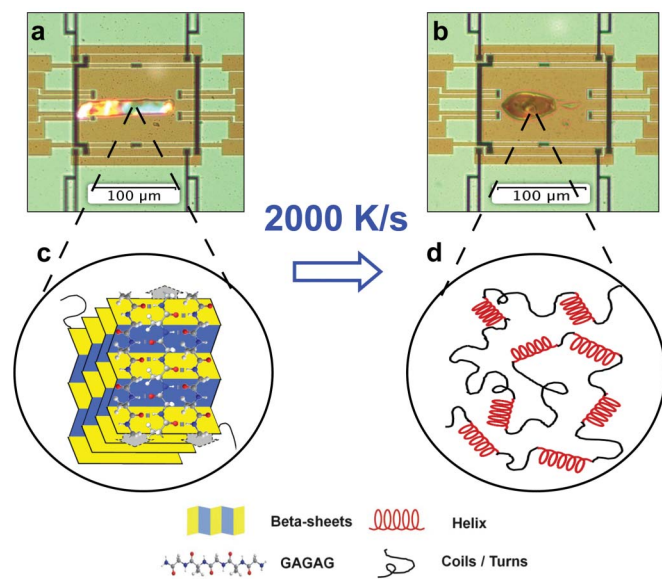 a
b
100 μm
100 μm
2000 K/s
c
d
Beta-sheets
Helix
GAGAG
Coils / Turns